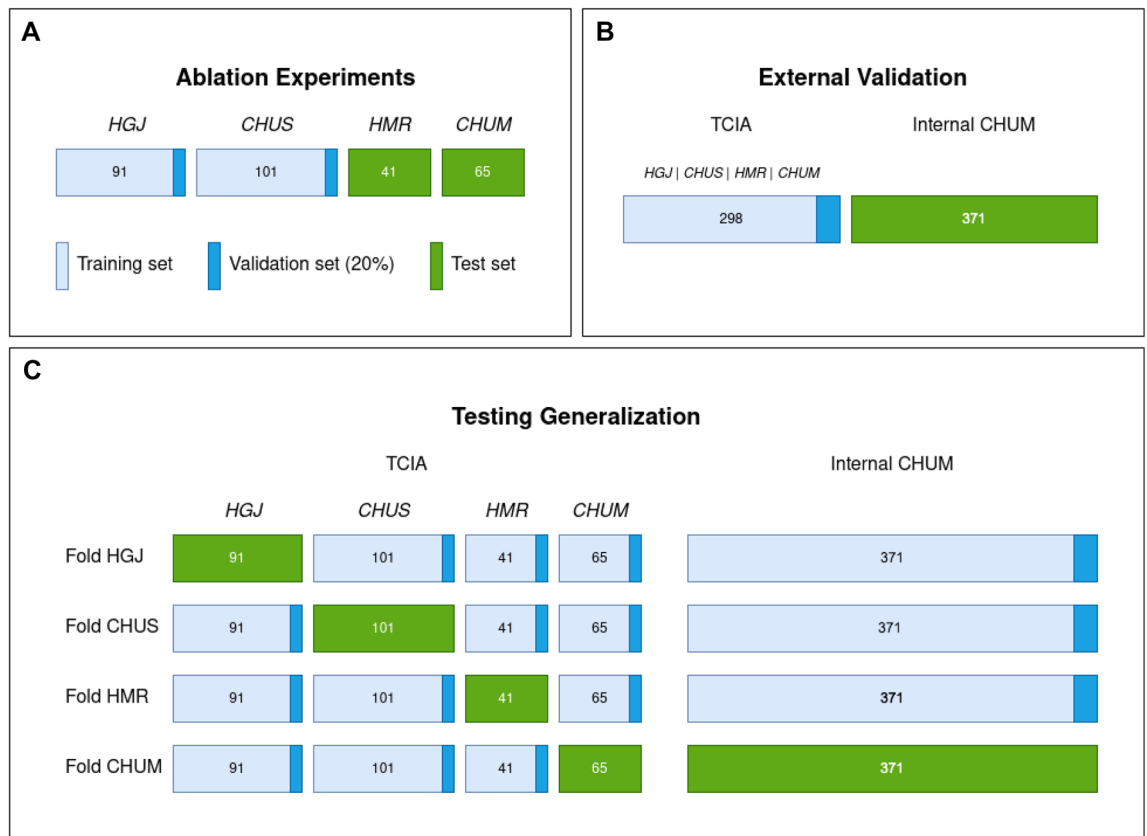 A
Ablation Experiments
HGJ CHUS HMR CHUM
91 101 41 65
Training set Validation set (20%) Test set
B
External Validation
TCIA Internal CHUM
HGJ | CHUS | HMR | CHUM
298 371
C
Testing Generalization
TCIA Internal CHUM
HGJ CHUS HMR CHUM
Fold HGJ 91 101 41 65 371
Fold CHUS 91 101 41 65 371
Fold HMR 91 101 41 65 371
Fold CHUM 91 101 41 65 371